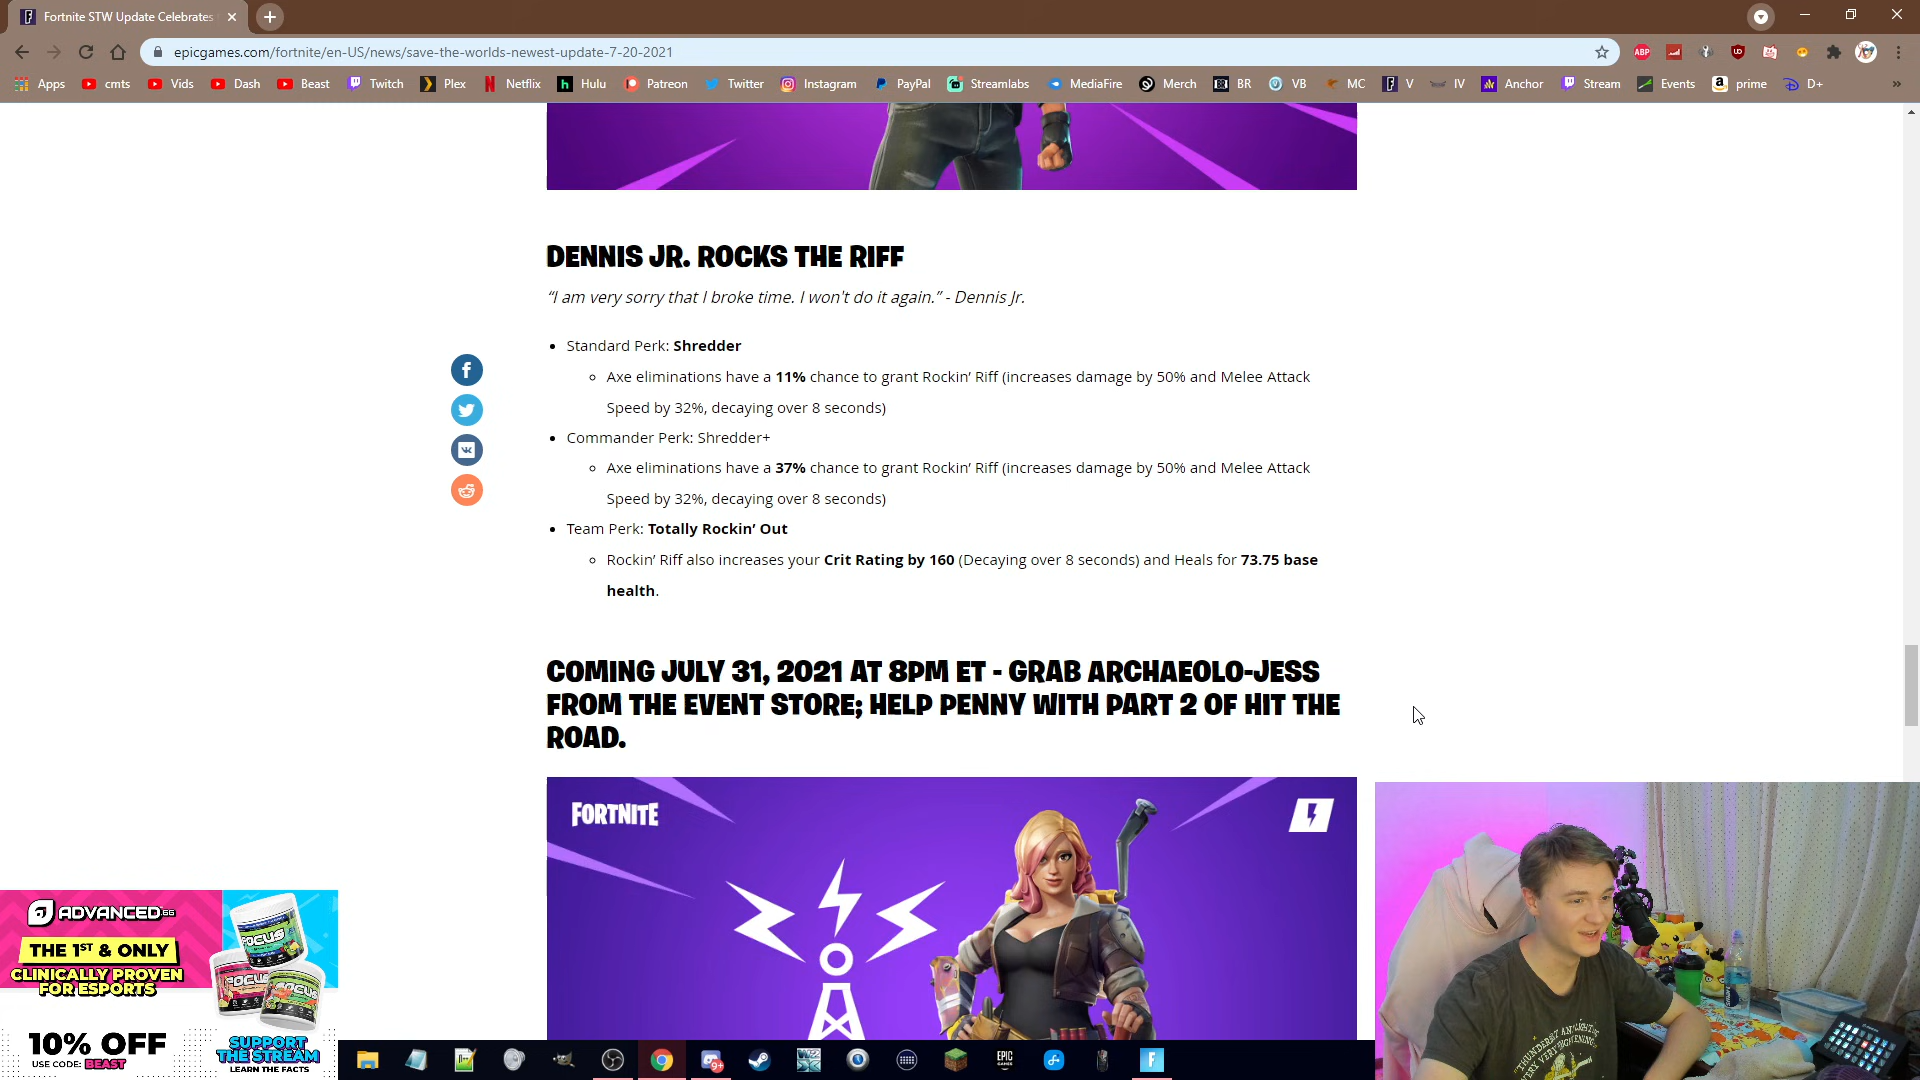 Fortnite STW Update Celebrates
epicgames.com/fortnite/en-US/news/save-the-worlds-newest-update-7-20-2021
ABP
Apps cmts Vids Dash Beast Twitch Plex Netflix Hulu Patreon Twitter Instagram PayPal Streamlabs MediaFire Merch BR VB MC V IV Anchor Stream Events prime D+
DENNIS JR. ROCKS THE RIFF
“I am very sorry that I broke time. I won't do it again.” - Dennis Jr.
Standard Perk: Shredder
Axe eliminations have a 11% chance to grant Rockin’ Riff (increases damage by 50% and Melee Attack
Speed by 32%, decaying over 8 seconds)
Commander Perk: Shredder+
Axe eliminations have a 37% chance to grant Rockin’ Riff (increases damage by 50% and Melee Attack
Speed by 32%, decaying over 8 seconds)
Team Perk: Totally Rockin’ Out
Rockin’ Riff also increases your Crit Rating by 160 (Decaying over 8 seconds) and Heals for 73.75 base
health.
COMING JULY 31, 2021 AT 8PM ET - GRAB ARCHAEOLO-JESS
FROM THE EVENT STORE; HELP PENNY WITH PART 2 OF HIT THE
ROAD.
FORTNITE
ADVANCED GG
THE 1ST & ONLY
CLINICALLY PROVEN
FOR ESPORTS
FOCUS
FOCUS
FOCUS
10% OFF
USE CODE: BEAST
SUPPORT
THE STREAM
LEARN THE FACTS
9+
EPIC
GAMES